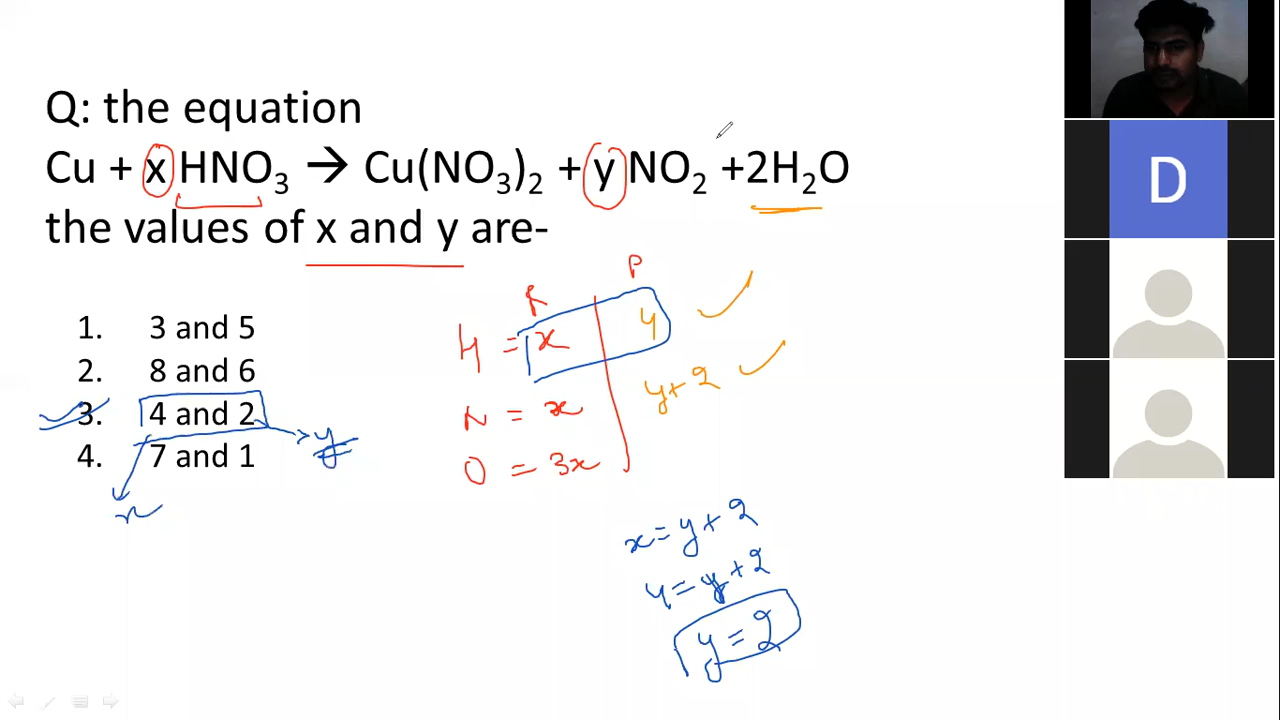 Q: the equation
Cu + x HNO₃ → Cu(NO₃)₂ + y NO₂ +2H₂O
the values of x and y are-
1. 3 and 5
2. 8 and 6
3. 4 and 2
4. 7 and 1
y
x
R P
H = x 4
N = x y+2
O = 3x
x = y+2
4 = y+2
y = 2
D